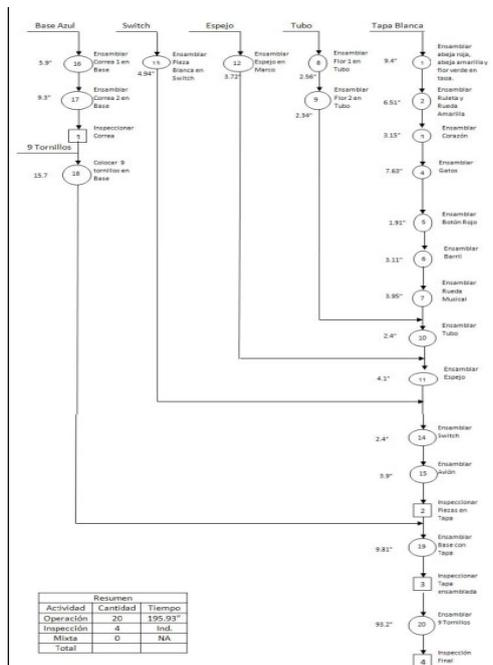 Base Azul
Switch
Espejo
Tubo
Tapa Blanca
5.9"
16
Ensamblar
Correa 1 en
Base
9.3"
17
Ensamblar
Correa 2 en
Base
Inspeccionar
Correa
9 Tornillos
15.7
18
Colocar 9
tornillos en
Base
13
4.94"
Ensamblar
Pieza
Blanca en
Switch
12
3.72"
Ensamblar
Espejo en
Marco
8
2.56"
Ensamblar
Flor 1 en
Tubo
9
2.34"
Ensamblar
Flor 2 en
Tubo
9.4"
1
Ensamblar
abeja roja,
abeja amarilla y
flor verde en
tapa.
6.51"
2
Ensamblar
Ruleta y
Rueda
Amarilla
3.15"
3
Ensamblar
Corazón
7.63"
4
Ensamblar
Gatos
1.91"
5
Ensamblar
Botón Rojo
3.11"
6
Ensamblar
Barril
3.95"
7
Ensamblar
Rueda
Musical
2.4"
10
Ensamblar
Tubo
4.1"
11
Ensamblar
Espejo
2.4"
14
Ensamblar
Switch
3.9"
15
Ensamblar
Avión
2
Inspeccionar
Piezas en
Tapa
9.81"
19
Ensamblar
Base con
Tapa
3
Inspeccionar
Tapa
ensamblada
93.2"
20
Ensamblar
9 Tornillos
4
Inspección
Final
Resumen
Actividad Cantidad Tiempo
Operación 20 195.93"
Inspección 4 Ind.
Mixta 0 NA
Total